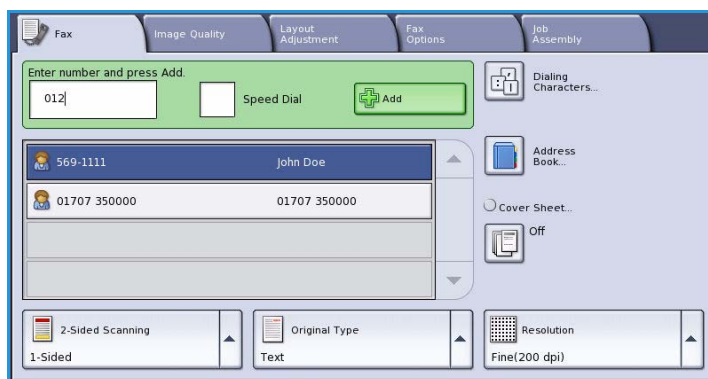 Fax
Image Quality
Layout
Adjustment
Fax
Options
Job
Assembly
Enter number and press Add.
012
Speed Dial
Add
Dialing
Characters...
569-1111 John Doe
Address
Book...
01707 350000 01707 350000
Cover Sheet...
Off
2-Sided Scanning
1-Sided
Original Type
Text
Resolution
Fine(200 dpi)